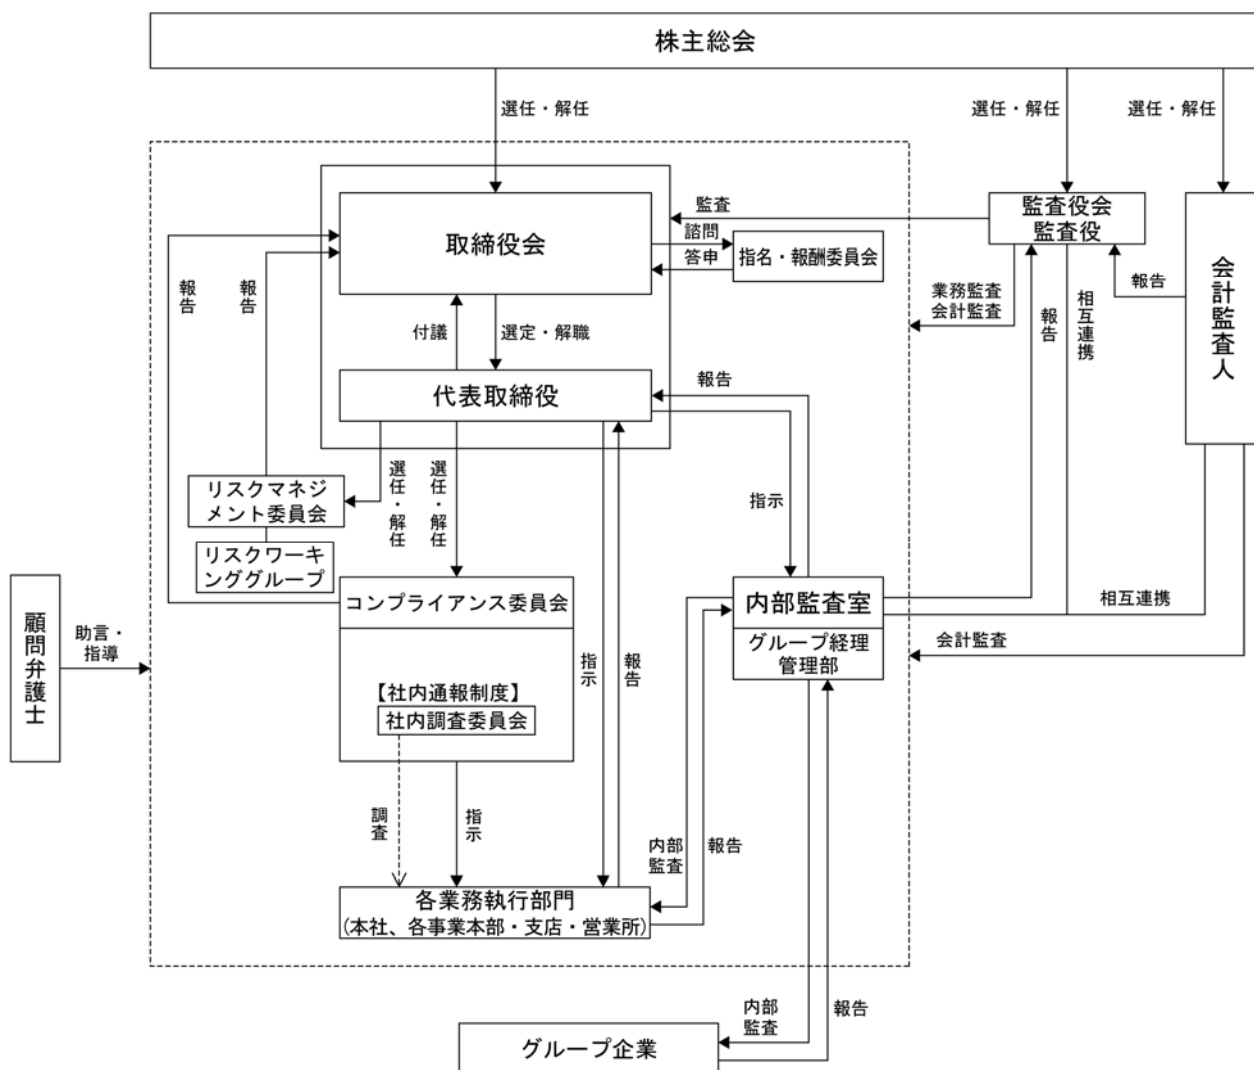 株主総会
選任・解任
選任・解任
選任・解任
監査役会
監査役
監査
取締役会
諮問
答申
指名・報酬委員会
会計監査人
報告
報告
報告
業務監査
会計監査
報告
相互連携
付議
選定・解職
代表取締役
報告
リスクマネジ
メント委員会
選任・解任
選任・解任
指示
リスクワーキ
ンググループ
コンプライアンス委員会
内部監査室
相互連携
顧問弁護士
助言・
指導
グループ経理
管理部
会計監査
指示
報告
【社内通報制度】
社内調査委員会
調査
指示
内部
監査
報告
各業務執行部門
(本社、各事業本部・支店・営業所)
内部
監査
報告
グループ企業